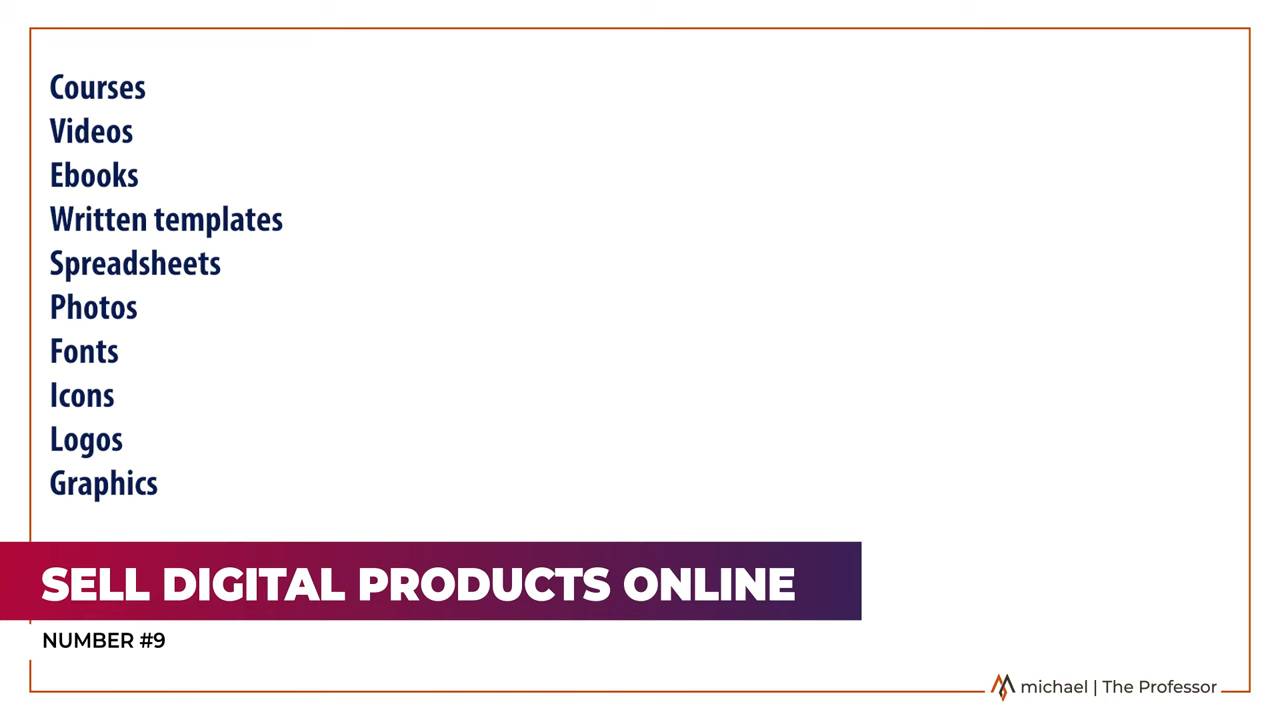 Courses
Videos
Ebooks
Written templates
Spreadsheets
Photos
Fonts
Icons
Logos
Graphics
SELL DIGITAL PRODUCTS ONLINE
NUMBER #9
michael | The Professor